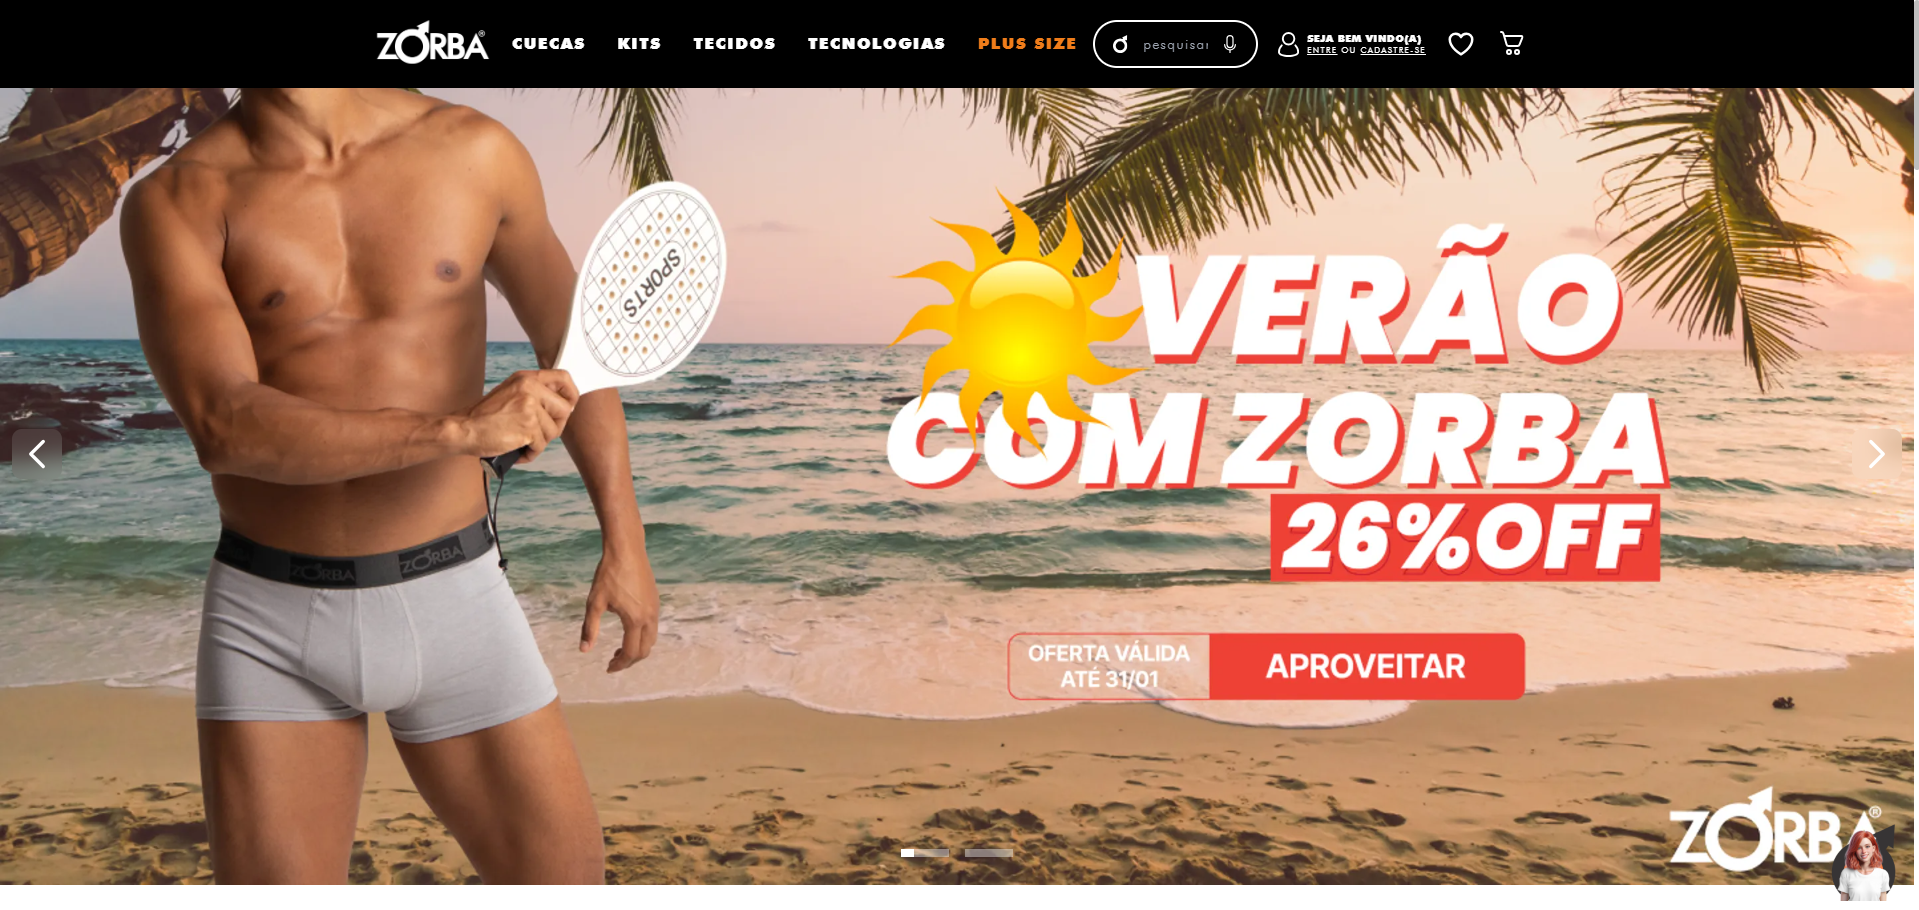 ZORBA®
CUECAS
KITS
TECIDOS
TECNOLOGIAS
PLUS SIZE
pesquisar
SEJA BEM VINDO(A)
ENTRE OU CADASTRE-SE
SPORTS
VERÃO
COM ZORBA
26%OFF
OFERTA VÁLIDA
ATÉ 31/01
APROVEITAR
ZORBA
ZORBA
ZORBA®